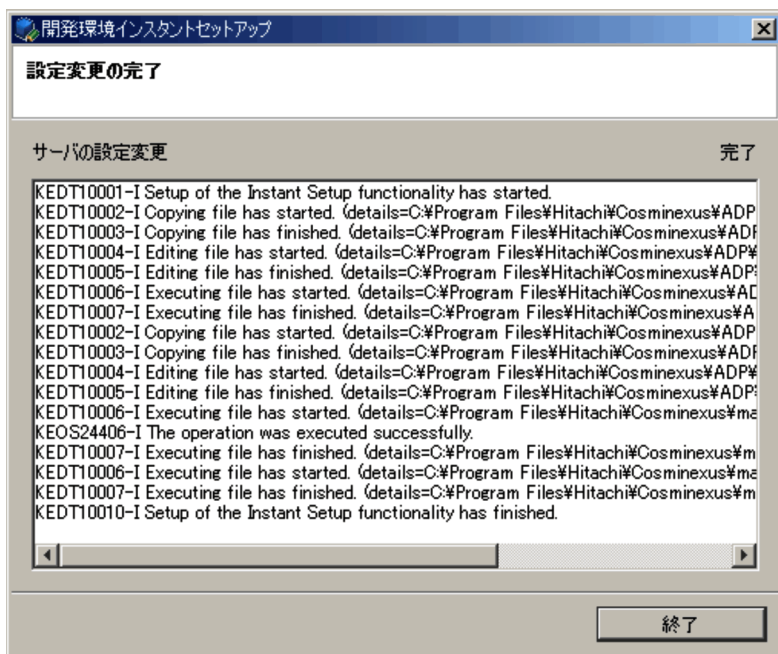 開発環境インスタントセットアップ
設定変更の完了
サーバの設定変更
完了
KEDT10001-I Setup of the Instant Setup functionality has started.
KEDT10002-I Copying file has started. (details=C:¥Program Files¥Hitachi¥Cosminexus¥ADP
KEDT10003-I Copying file has finished. (details=C:¥Program Files¥Hitachi¥Cosminexus¥ADP
KEDT10004-I Editing file has started. (details=C:¥Program Files¥Hitachi¥Cosminexus¥ADP¥
KEDT10005-I Editing file has finished. (details=C:¥Program Files¥Hitachi¥Cosminexus¥ADP¥
KEDT10006-I Executing file has started. (details=C:¥Program Files¥Hitachi¥Cosminexus¥AD
KEDT10007-I Executing file has finished. (details=C:¥Program Files¥Hitachi¥Cosminexus¥A
KEDT10002-I Copying file has started. (details=C:¥Program Files¥Hitachi¥Cosminexus¥ADP
KEDT10003-I Copying file has finished. (details=C:¥Program Files¥Hitachi¥Cosminexus¥ADP
KEDT10004-I Editing file has started. (details=C:¥Program Files¥Hitachi¥Cosminexus¥ADP¥
KEDT10005-I Editing file has finished. (details=C:¥Program Files¥Hitachi¥Cosminexus¥ADP¥
KEDT10006-I Executing file has started. (details=C:¥Program Files¥Hitachi¥Cosminexus¥ma
KEOS24406-I The operation was executed successfully.
KEDT10007-I Executing file has finished. (details=C:¥Program Files¥Hitachi¥Cosminexus¥m
KEDT10006-I Executing file has started. (details=C:¥Program Files¥Hitachi¥Cosminexus¥ma
KEDT10007-I Executing file has finished. (details=C:¥Program Files¥Hitachi¥Cosminexus¥m
KEDT10010-I Setup of the Instant Setup functionality has finished.
終了